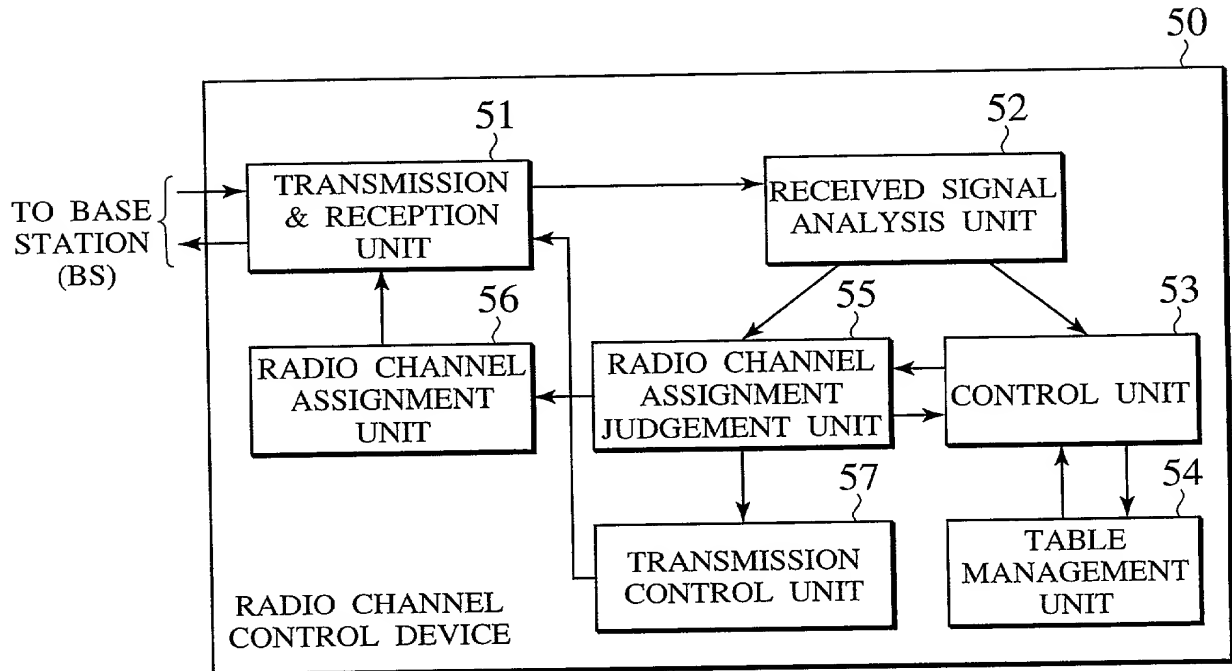 50
51
TRANSMISSION
& RECEPTION
UNIT
52
RECEIVED SIGNAL
ANALYSIS UNIT
TO BASE
STATION
(BS)
56
RADIO CHANNEL
ASSIGNMENT
UNIT
55
RADIO CHANNEL
ASSIGNMENT
JUDGEMENT UNIT
53
CONTROL UNIT
57
TRANSMISSION
CONTROL UNIT
54
TABLE
MANAGEMENT
UNIT
RADIO CHANNEL
CONTROL DEVICE